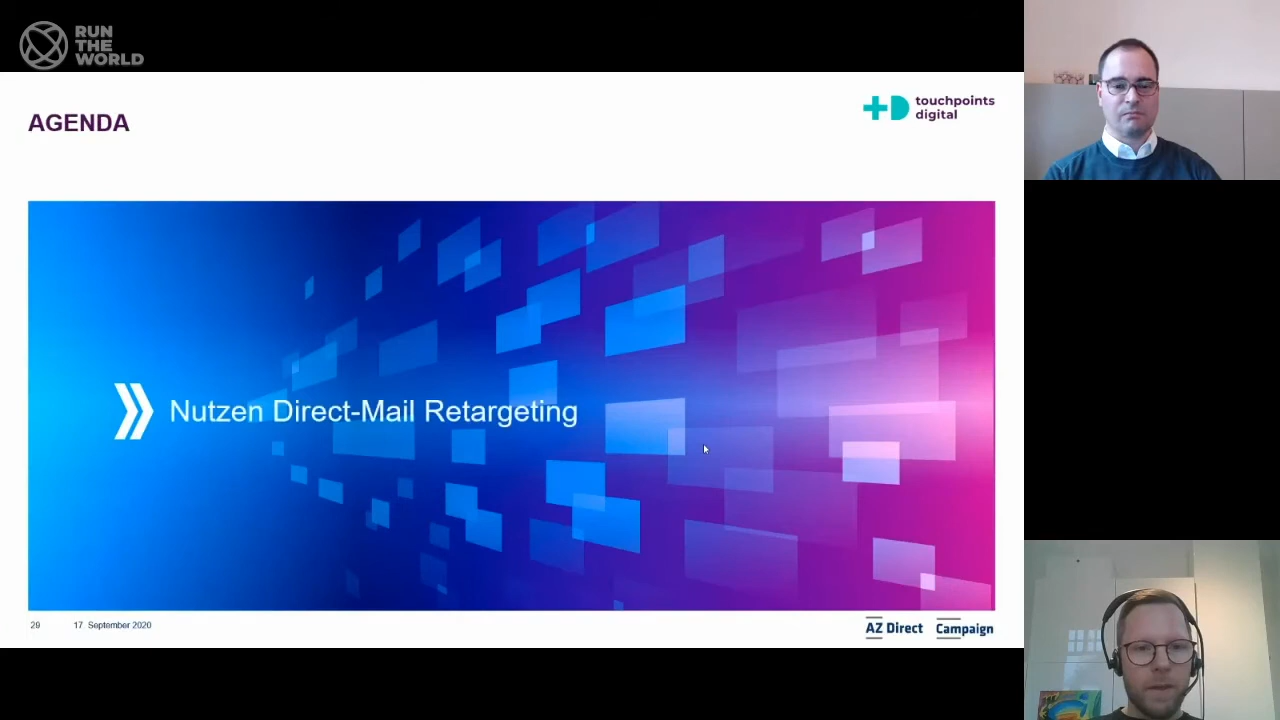 RUN
THE
WORLD
AGENDA
touchpoints
digital
Nutzen Direct-Mail Retargeting
29 17 September 2020
AZ Direct Campaign